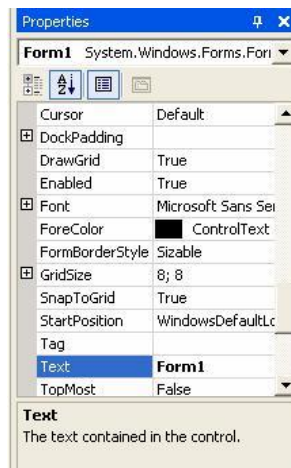 Properties
Form1 System.Windows.Forms.For
Cursor Default
DockPadding
DrawGrid True
Enabled True
Font Microsoft Sans Ser
ForeColor ControlText
FormBorderStyle Sizable
GridSize 8; 8
SnapToGrid True
StartPosition WindowsDefaultLo
Tag
Text Form1
TopMost False
Text
The text contained in the control.